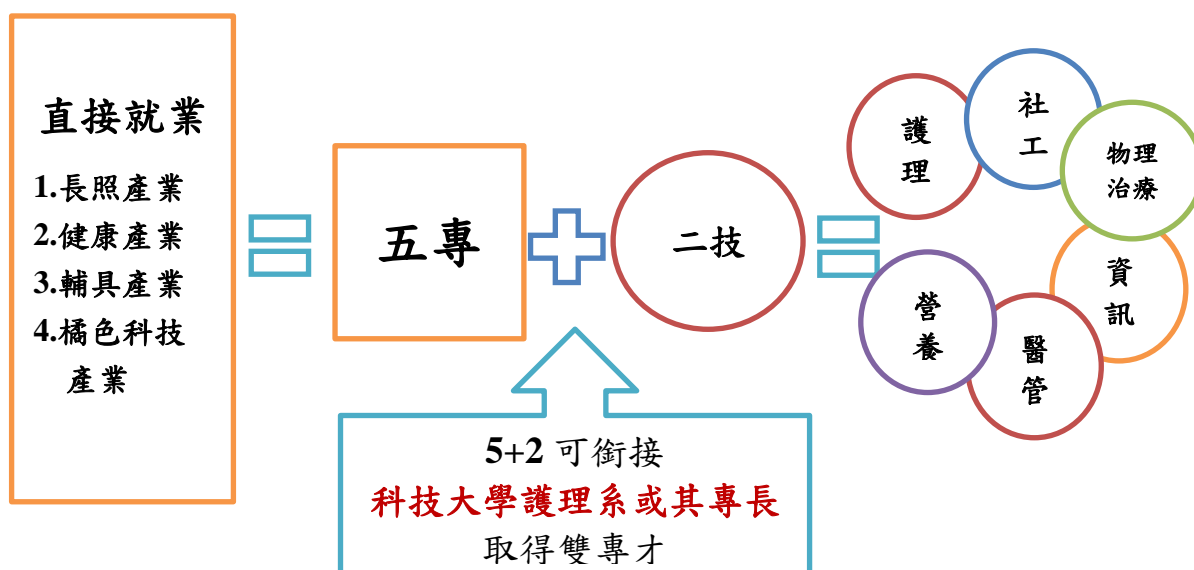 直接就業
1.長照產業
2.健康產業
3.輔具產業
4.橘色科技
產業
五專
二技
護
理
社
工
物理
治療
資
訊
醫
管
營
養
5+2 可銜接
科技大學護理系或其專長
取得雙專才